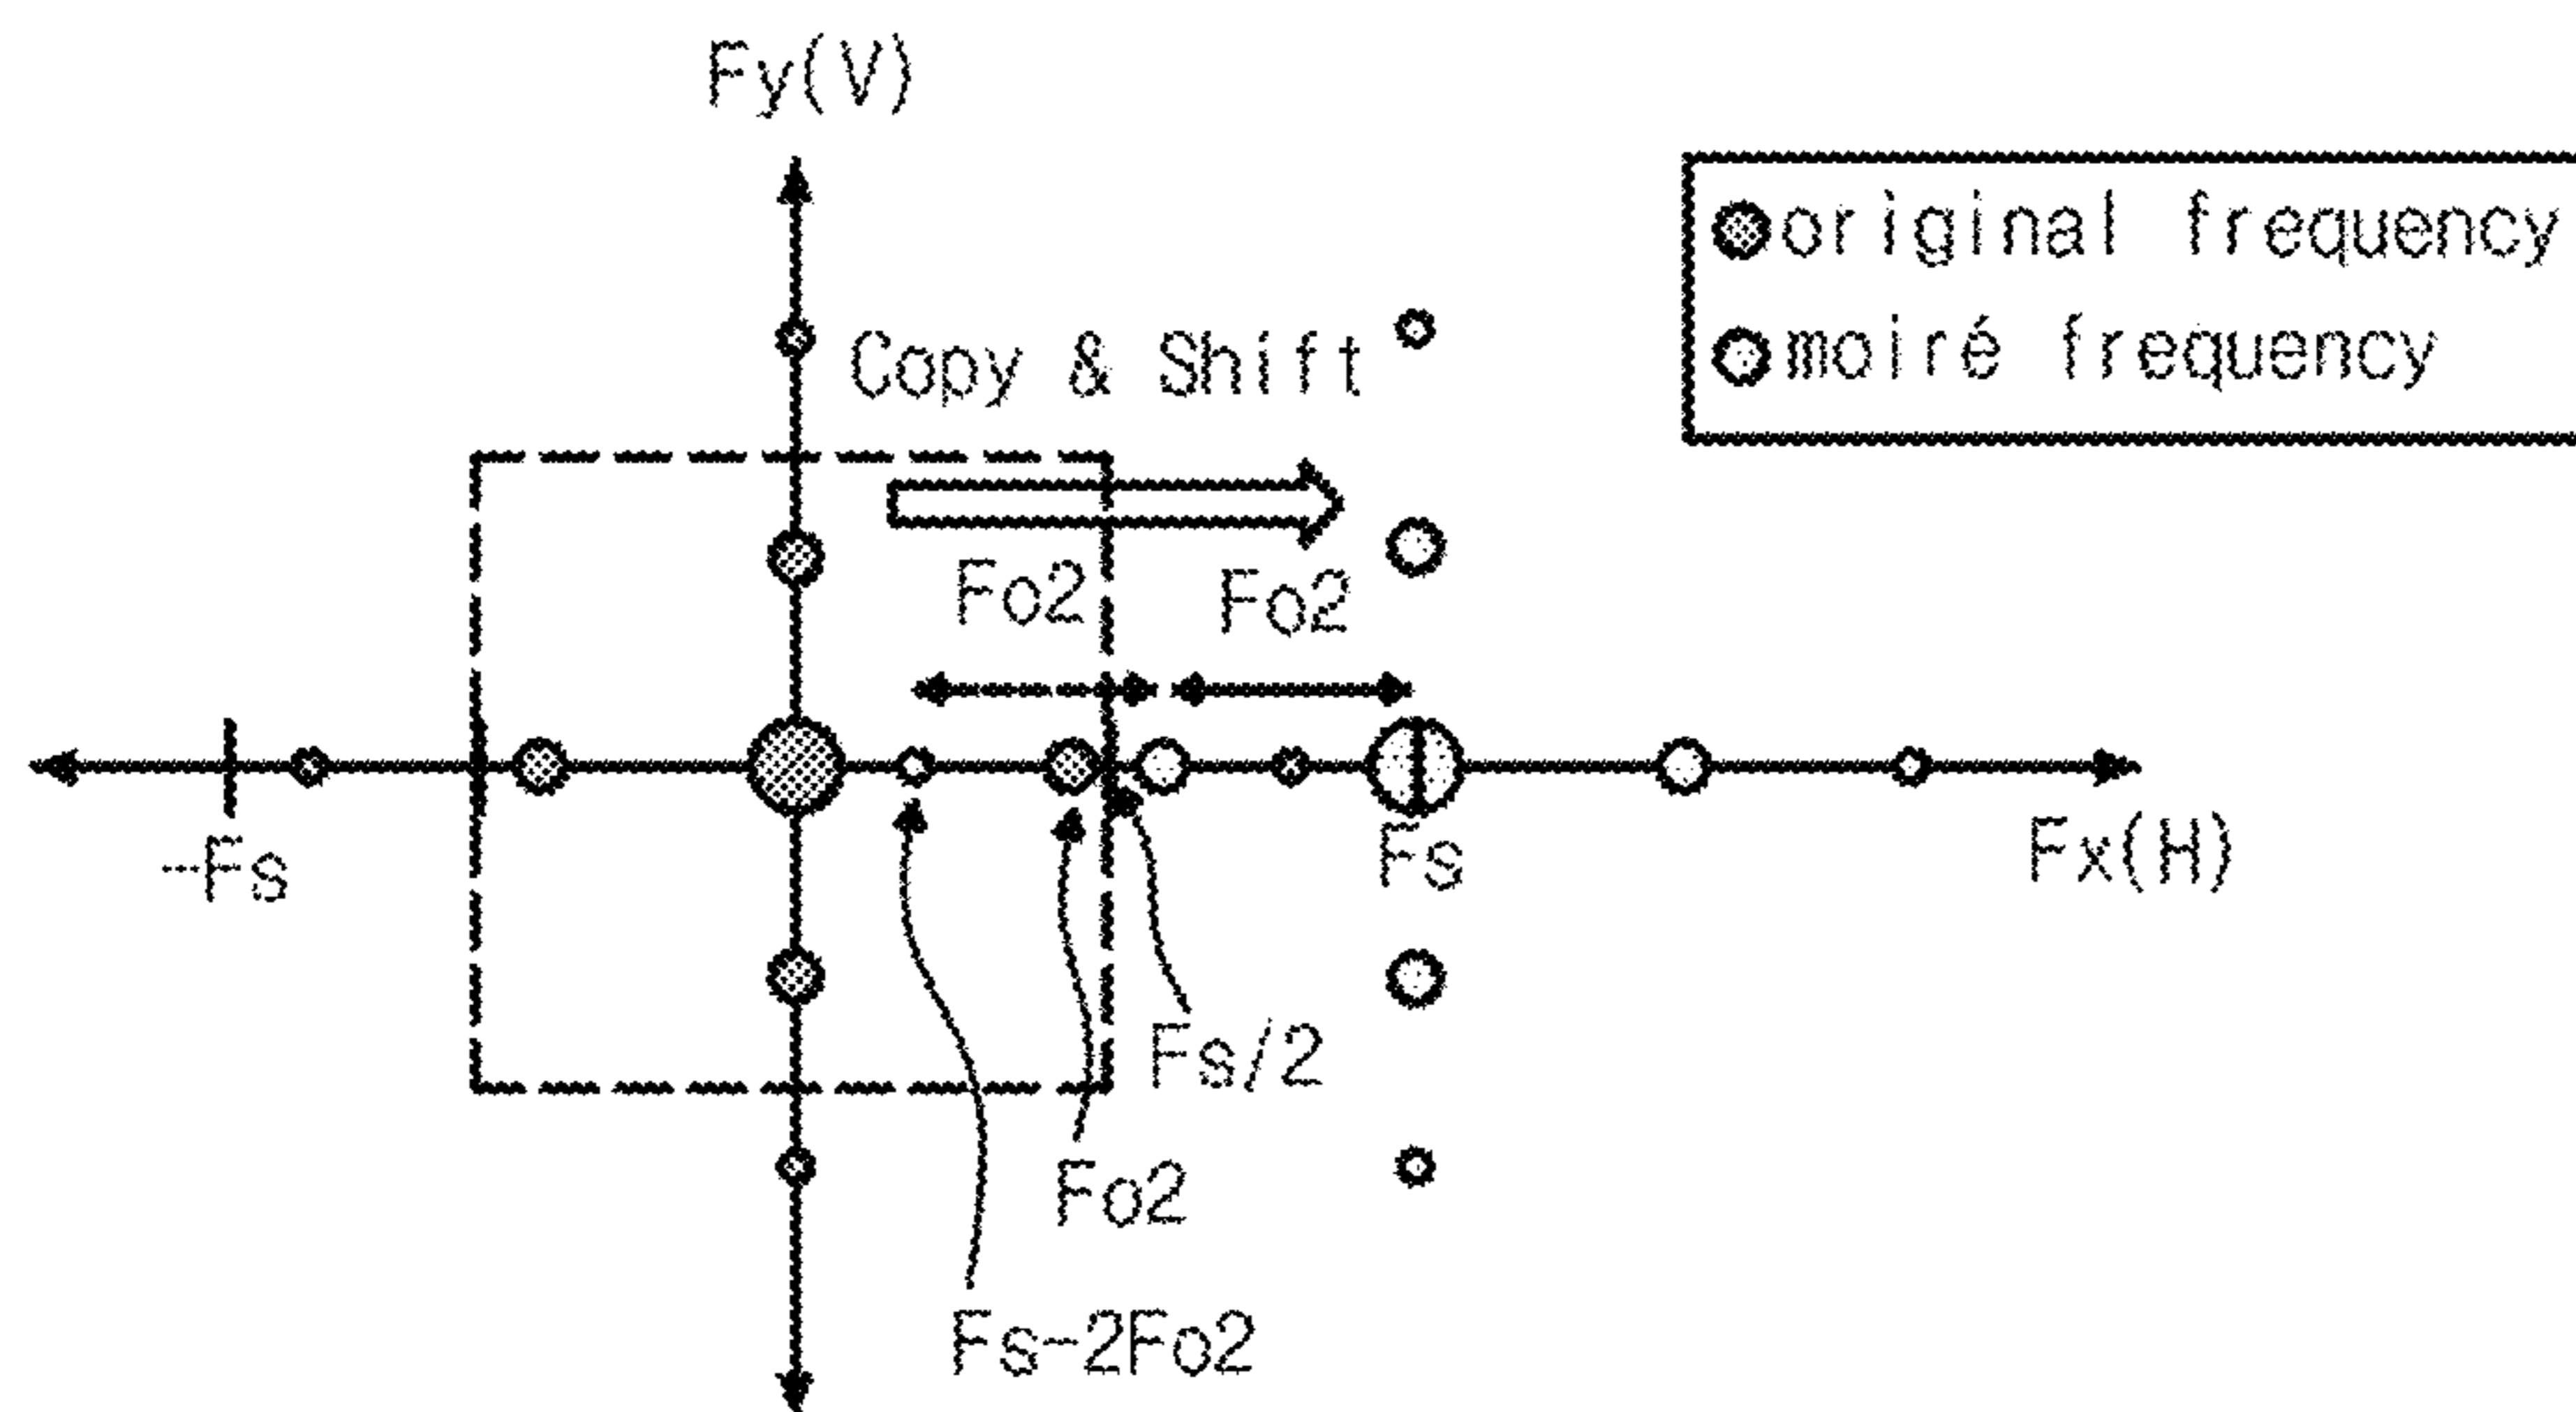 Fy(V)
original frequency
moiré frequency
Copy & Shift
Fo2
Fo2
-Fs
Fs
Fx(H)
Fs/2
Fo2
Fs-2Fo2